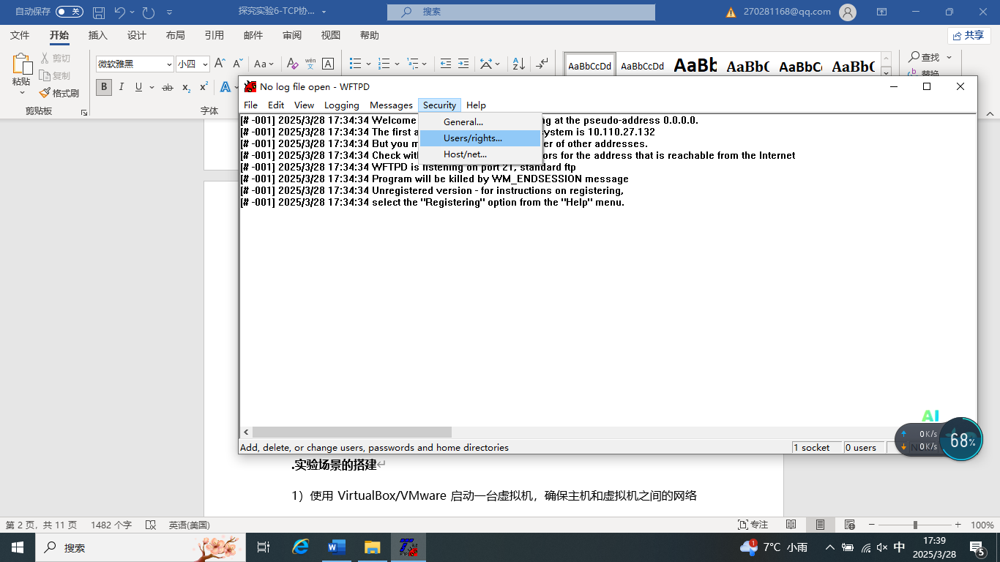 自动保存 关 探究实验6-TCP协... 搜索 270281168@qq.com
文件 开始 插入 设计 布局 引用 邮件 审阅 视图 帮助 共享
粘贴 剪切 复制 格式刷 剪贴板
微软雅黑 小四 Aa wén 文 A
B I U ab x₂ x² A
字体
AaBbCcDd AaBbCcDd AaBb AaBb( AaBbC AaBb(
查找
替换
No log file open - WFTPD
File Edit View Logging Messages Security Help
General...
Users/rights...
Host/net...
[# -001] 2025/3/28 17:34:34 Welcome ng at the pseudo-address 0.0.0.0.
[# -001] 2025/3/28 17:34:34 The first a ystem is 10.110.27.132
[# -001] 2025/3/28 17:34:34 But you m er of other addresses.
[# -001] 2025/3/28 17:34:34 Check wit ors for the address that is reachable from the Internet
[# -001] 2025/3/28 17:34:34 WFTPD is listening on port 21, standard ftp
[# -001] 2025/3/28 17:34:34 Program will be killed by WM_ENDSESSION message
[# -001] 2025/3/28 17:34:34 Unregistered version - for instructions on registering,
[# -001] 2025/3/28 17:34:34 select the "Registering" option from the "Help" menu.
AI
0K/s
0K/s
68%
Add, delete, or change users, passwords and home directories 1 socket 0 users
.实验场景的搭建
1）使用 VirtualBox/VMware 启动一台虚拟机，确保主机和虚拟机之间的网络
第 2 页，共 11 页 1482 个字 英语(美国) 专注 100%
搜索 7°C 小雨 中 17:39
2025/3/28 5